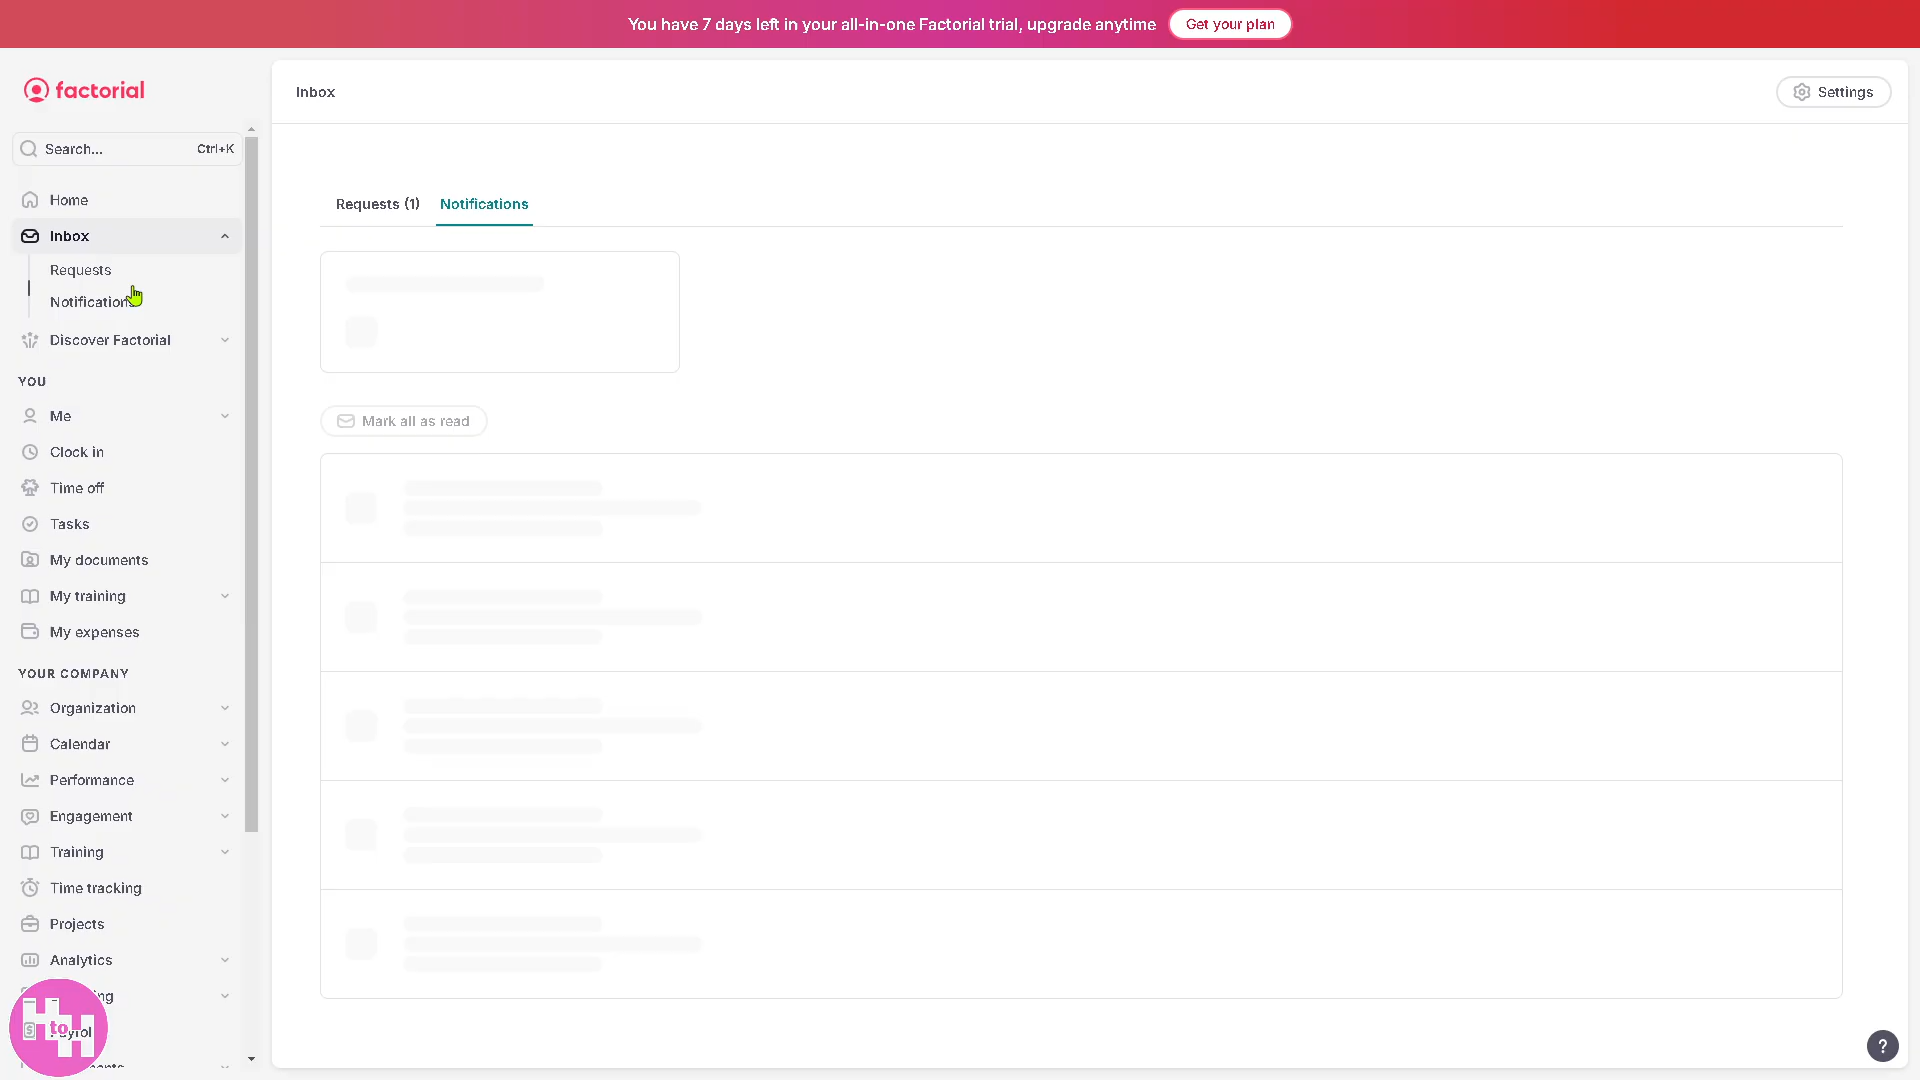 You have 7 days left in your all-in-one Factorial trial, upgrade anytime
Get your plan
factorial
Search...
Ctrl+K
Home
Inbox
Requests
Notification
Discover Factorial
YOU
Me
Clock in
Time off
Tasks
My documents
My training
My expenses
YOUR COMPANY
Organization
Calendar
Performance
Engagement
Training
Time tracking
Projects
Analytics
H to H
Inbox
Settings
Requests (1)
Notifications
Mark all as read
?